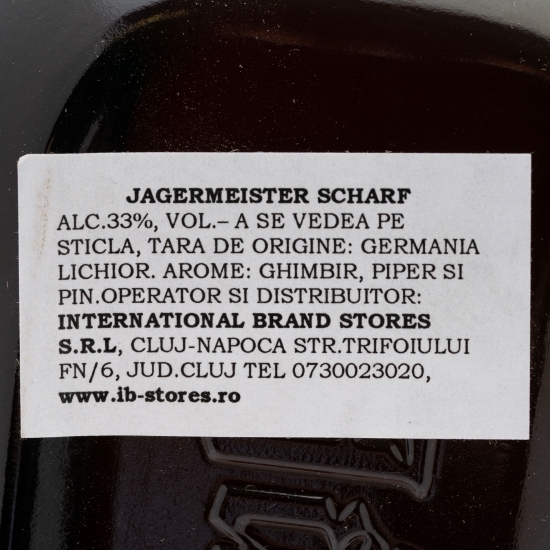 JAGERMEISTER SCHARF
ALC.33%, VOL.– A SE VEDEA PE
STICLA, TARA DE ORIGINE: GERMANIA
LICHIOR. AROME: GHIMBIR, PIPER SI
PIN.OPERATOR SI DISTRIBUITOR:
INTERNATIONAL BRAND STORES
S.R.L, CLUJ-NAPOCA STR.TRIFOIULUI
FN/6, JUD.CLUJ TEL 0730023020,
www.ib-stores.ro